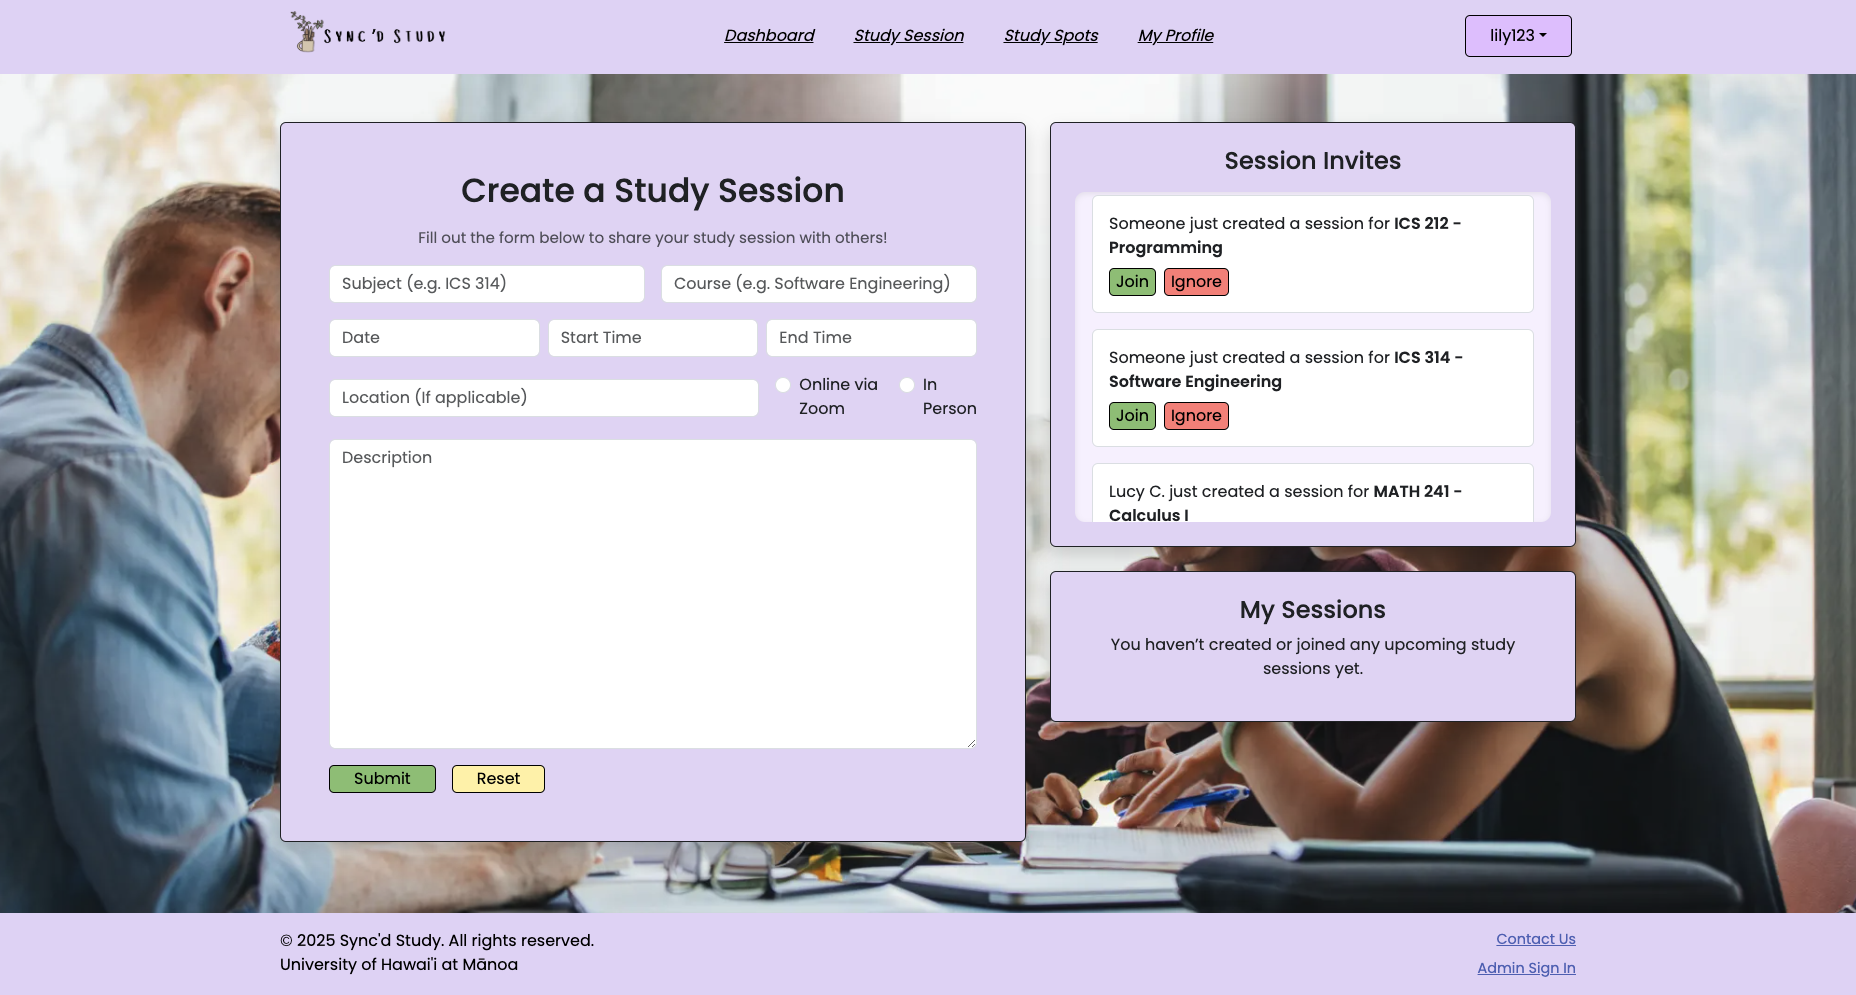 SYNC'D STUDY
Dashboard
Study Session
Study Spots
My Profile
lily123
Create a Study Session
Fill out the form below to share your study session with others!
Subject (e.g. ICS 314)
Course (e.g. Software Engineering)
Date
Start Time
End Time
Location (If applicable)
Online via
Zoom
In
Person
Description
Submit
Reset
Session Invites
Someone just created a session for ICS 212 -
Programming
Join
Ignore
Someone just created a session for ICS 314 -
Software Engineering
Join
Ignore
Lucy C. just created a session for MATH 241 -
Calculus I
My Sessions
You haven’t created or joined any upcoming study
sessions yet.
© 2025 Sync'd Study. All rights reserved.
University of Hawai'i at Mānoa
Contact Us
Admin Sign In